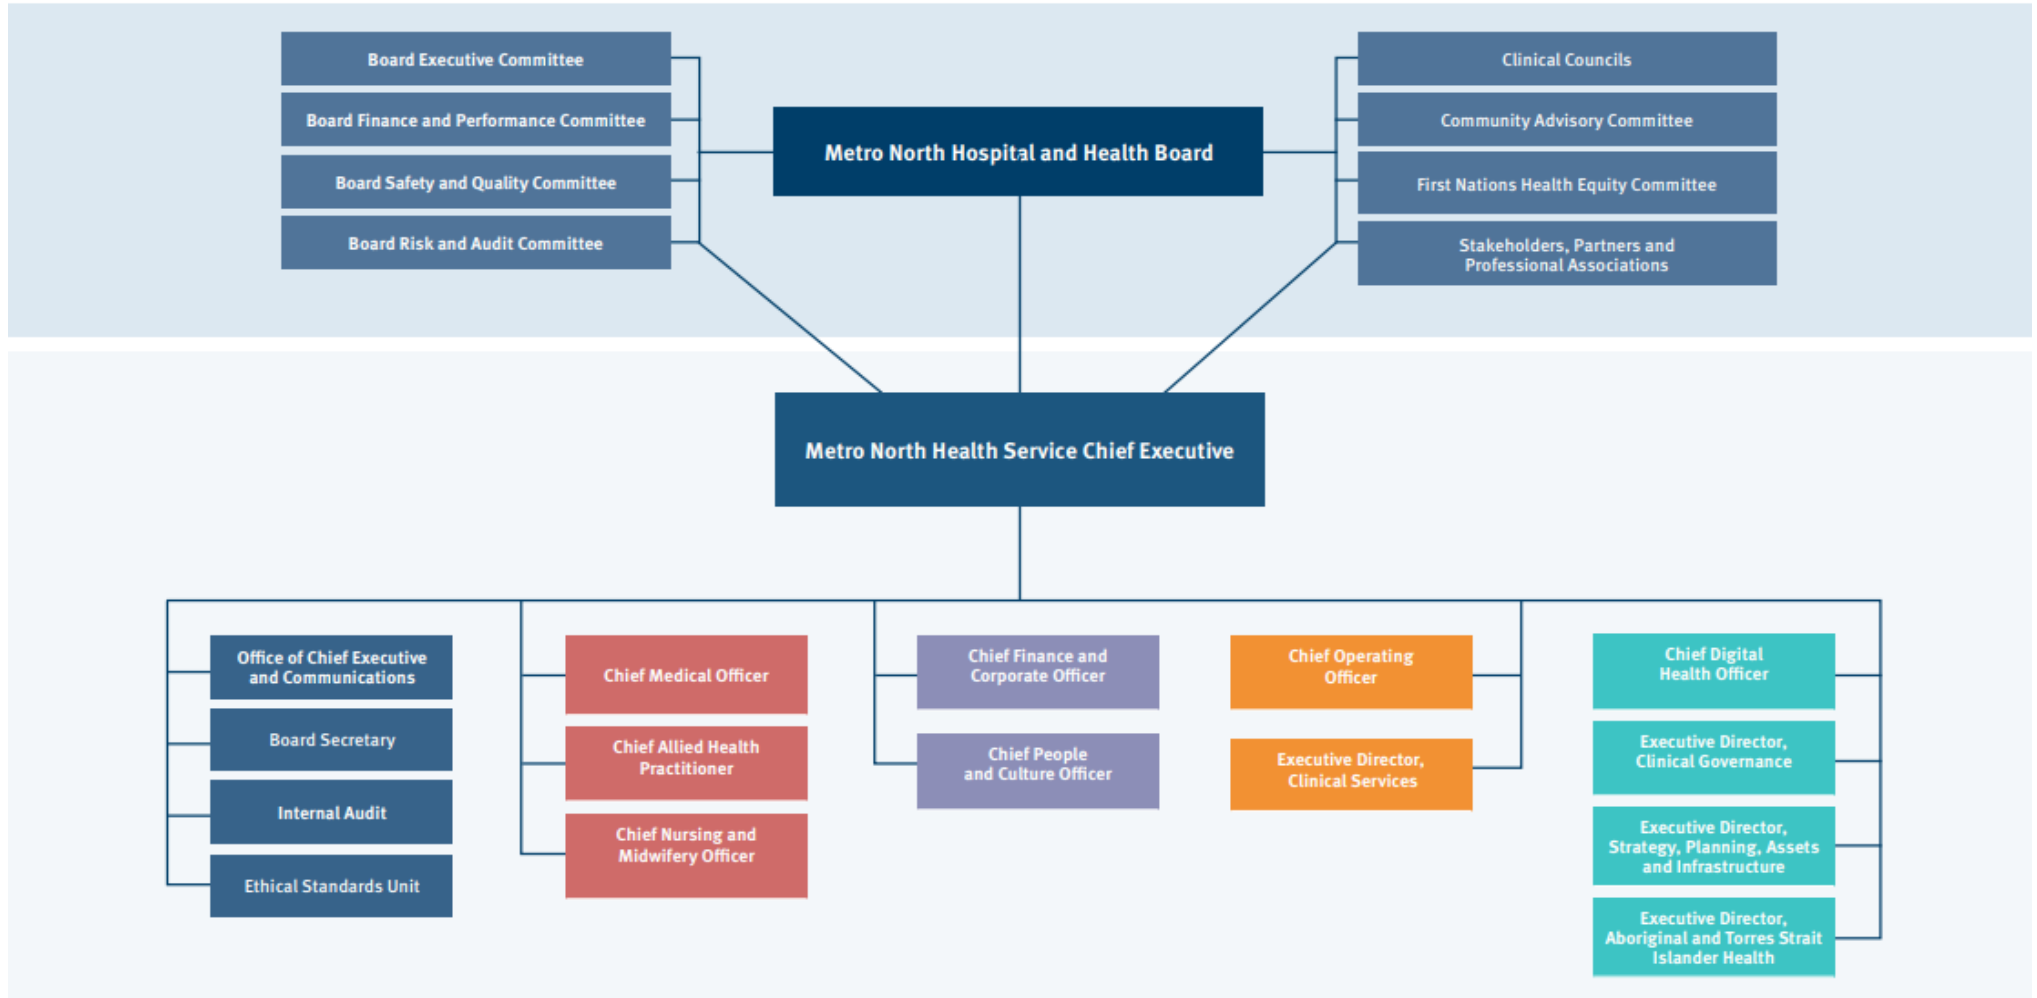 Board Executive Committee
Board Finance and Performance Committee
Board Safety and Quality Committee
Board Risk and Audit Committee
Metro North Hospital and Health Board
Clinical Councils
Community Advisory Committee
First Nations Health Equity Committee
Stakeholders, Partners and
Professional Associations
Metro North Health Service Chief Executive
Office of Chief Executive
and Communications
Board Secretary
Internal Audit
Ethical Standards Unit
Chief Medical Officer
Chief Allied Health
Practitioner
Chief Nursing and
Midwifery Officer
Chief Finance and
Corporate Officer
Chief People
and Culture Officer
Chief Operating
Officer
Executive Director,
Clinical Services
Chief Digital
Health Officer
Executive Director,
Clinical Governance
Executive Director,
Strategy, Planning, Assets
and Infrastructure
Executive Director,
Aboriginal and Torres Strait
Islander Health